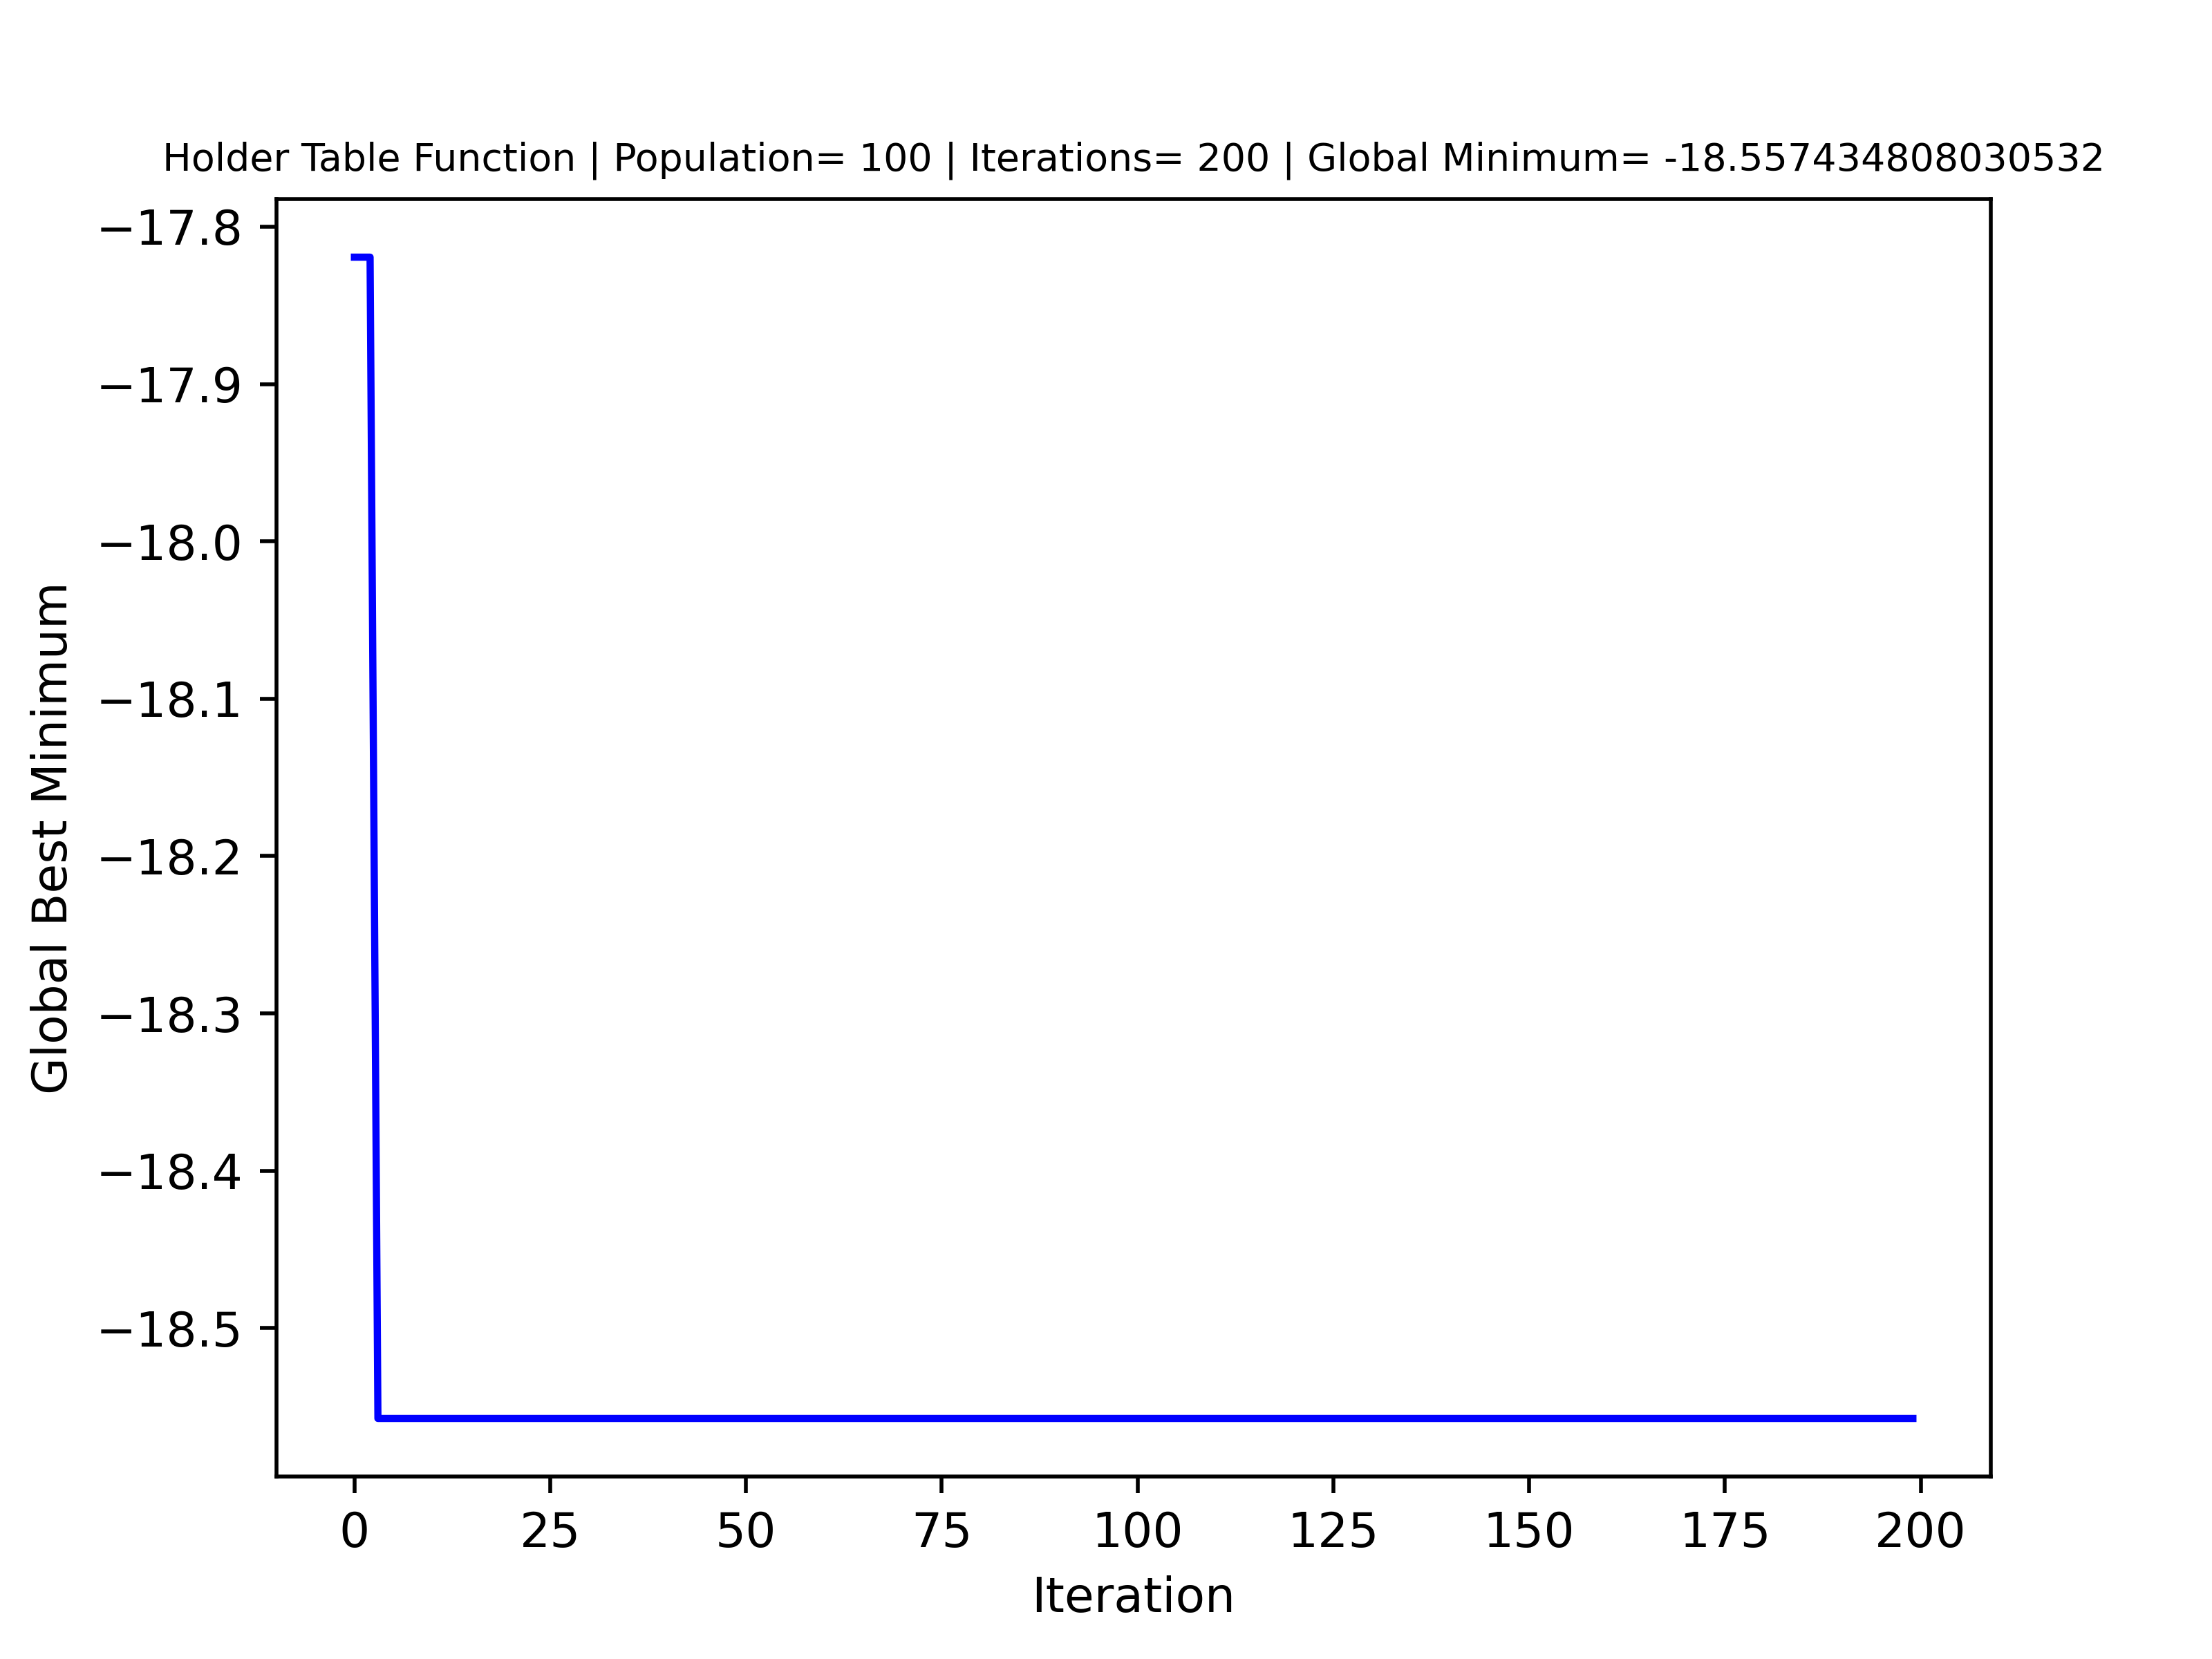 Holder Table Function | Population= 100 | Iterations= 200 | Global Minimum= -18.557434808030532
−17.8
−17.9
−18.0
−18.1
−18.2
−18.3
−18.4
−18.5
Global Best Minimum
0 25 50 75 100 125 150 175 200
Iteration